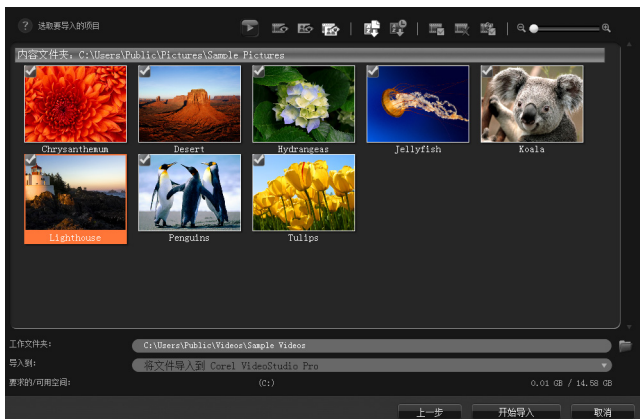 选取要导入的项目
内容文件夹: C:\Users\Public\Pictures\Sample Pictures
Chrysanthemum Desert Hydrangeas Jellyfish Koala
Lighthouse Penguins Tulips
工作文件夹: C:\Users\Public\Videos\Sample Videos
导入到: 将文件导入到 Corel VideoStudio Pro
要求的/可用空间: (C:) 0.01 GB / 14.58 GB
上一步 开始导入 取消